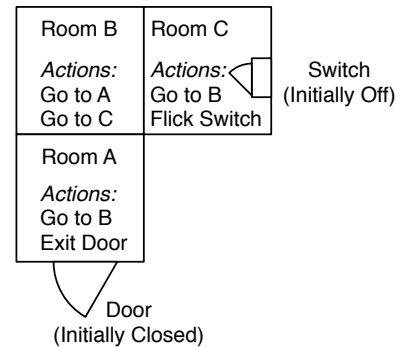 Room B
Actions:
Go to A
Go to C
Room C
Actions:
Go to B
Flick Switch
Switch
(Initially Off)
Room A
Actions:
Go to B
Exit Door
Door
(Initially Closed)